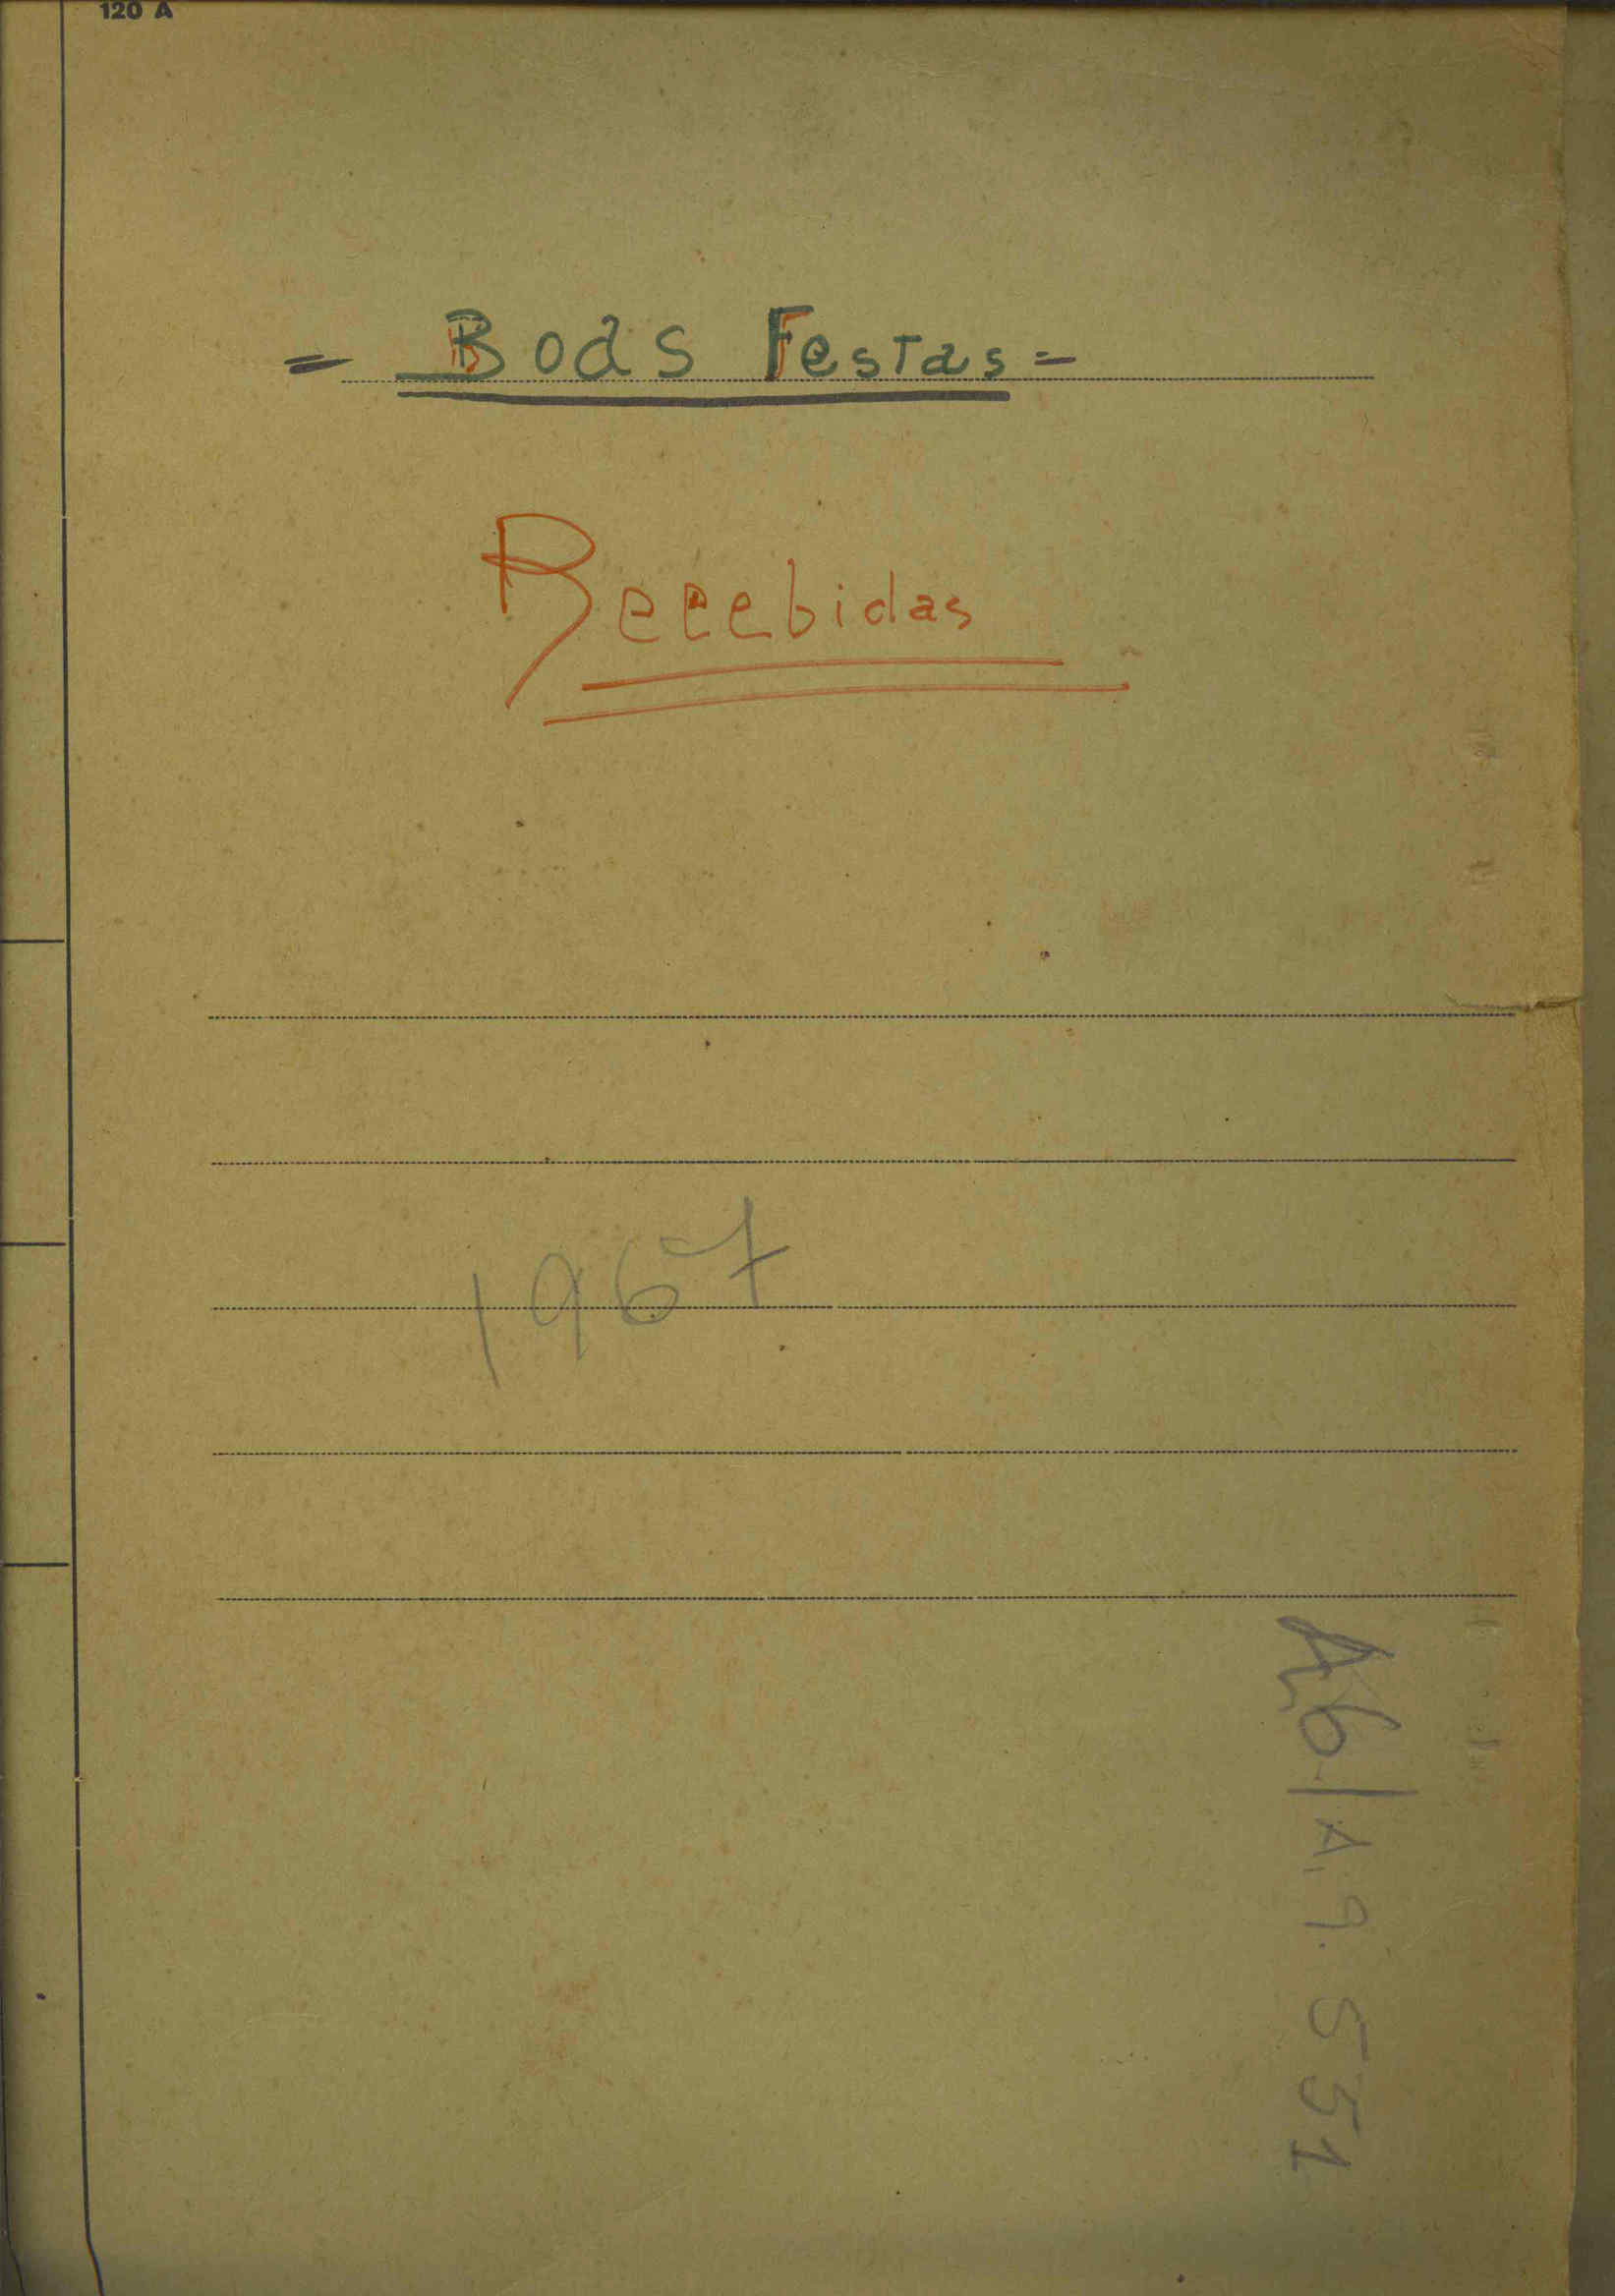 120 A
= Boas Festas =
Recebidas
1967
A6/A.9.551